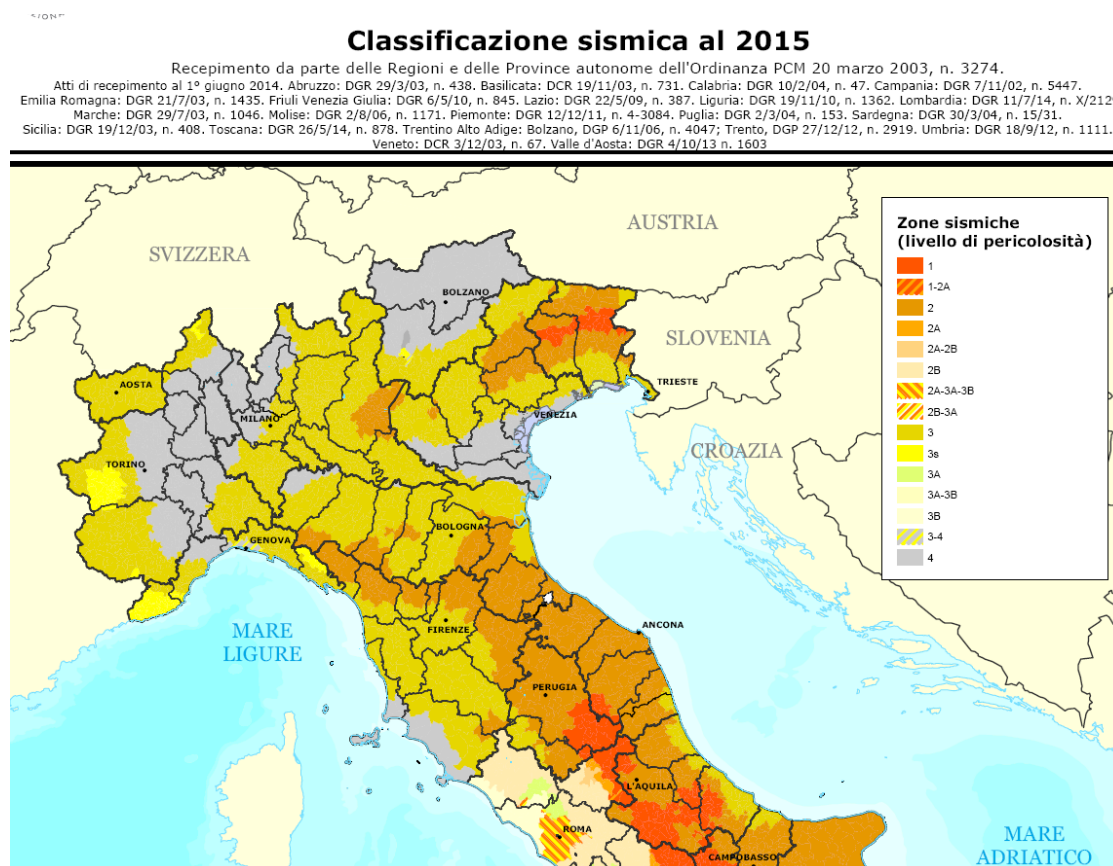 Classificazione sismica al 2015
Recepimento da parte delle Regioni e delle Province autonome dell'Ordinanza PCM 20 marzo 2003, n. 3274.
Atti di recepimento al 1° giugno 2014. Abruzzo: DGR 29/3/03, n. 438. Basilicata: DCR 19/11/03, n. 731. Calabria: DGR 10/2/04, n. 47. Campania: DGR 7/11/02, n. 5447.
Emilia Romagna: DGR 21/7/03, n. 1435. Friuli Venezia Giulia: DGR 6/5/10, n. 845. Lazio: DGR 22/5/09, n. 387. Liguria: DGR 19/11/10, n. 1362. Lombardia: DGR 11/7/14, n. X/212
Marche: DGR 29/7/03, n. 1046. Molise: DGR 2/8/06, n. 1171. Piemonte: DGR 12/12/11, n. 4-3084. Puglia: DGR 2/3/04, n. 153. Sardegna: DGR 30/3/04, n. 15/31.
Sicilia: DGR 19/12/03, n. 408. Toscana: DGR 26/5/14, n. 878. Trentino Alto Adige: Bolzano, DGP 6/11/06, n. 4047; Trento, DGP 27/12/12, n. 2919. Umbria: DGR 18/9/12, n. 1111.
Veneto: DCR 3/12/03, n. 67. Valle d'Aosta: DGR 4/10/13 n. 1603
AUSTRIA
SVIZZERA
BOLZANO
SLOVENIA
AOSTA
TRIESTE
MILANO
VENEZIA
CROAZIA
TORINO
BOLOGNA
GENOVA
ANCONA
FIRENZE
MARE
LIGURE
PERUGIA
L'AQUILA
ROMA
CAMPOBASSO
MARE
ADRIATICO
Zone sismiche
(livello di pericolosità)
1
1-2A
2
2A
2A-2B
2B
2A-3A-3B
2B-3A
3
3s
3A
3A-3B
3B
3-4
4